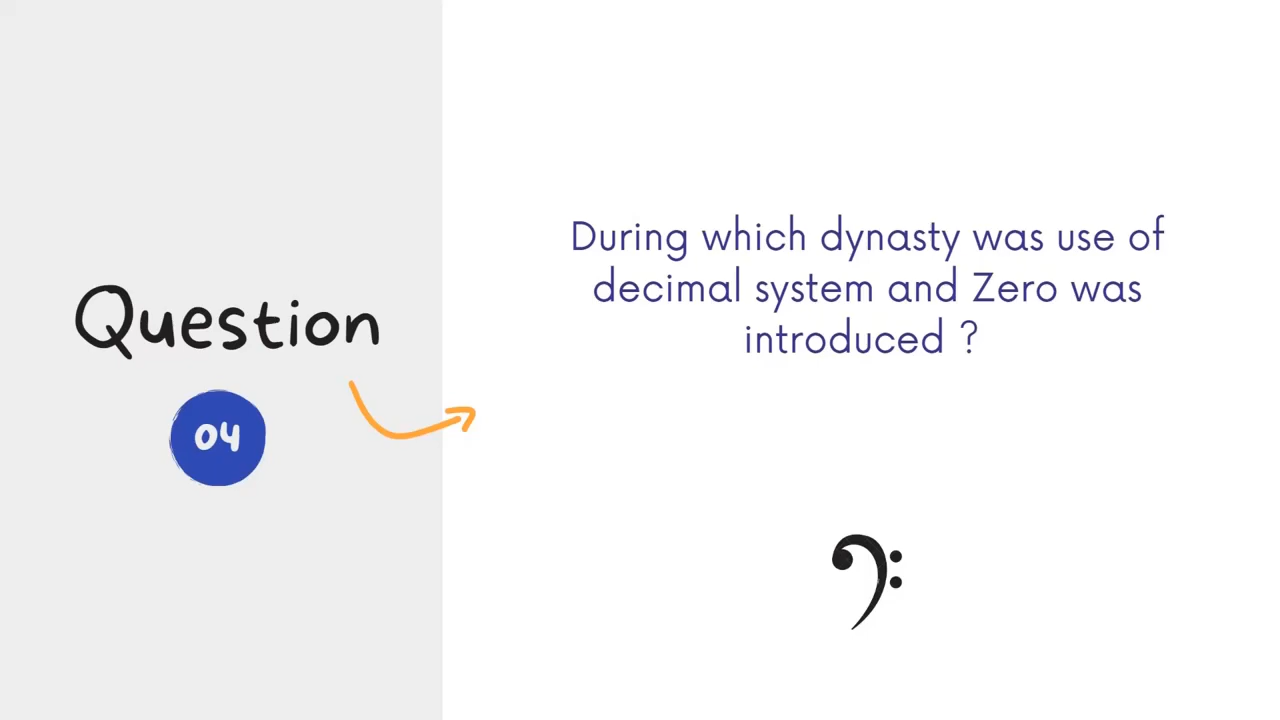 Question
04
During which dynasty was use of
decimal system and Zero was
introduced ?